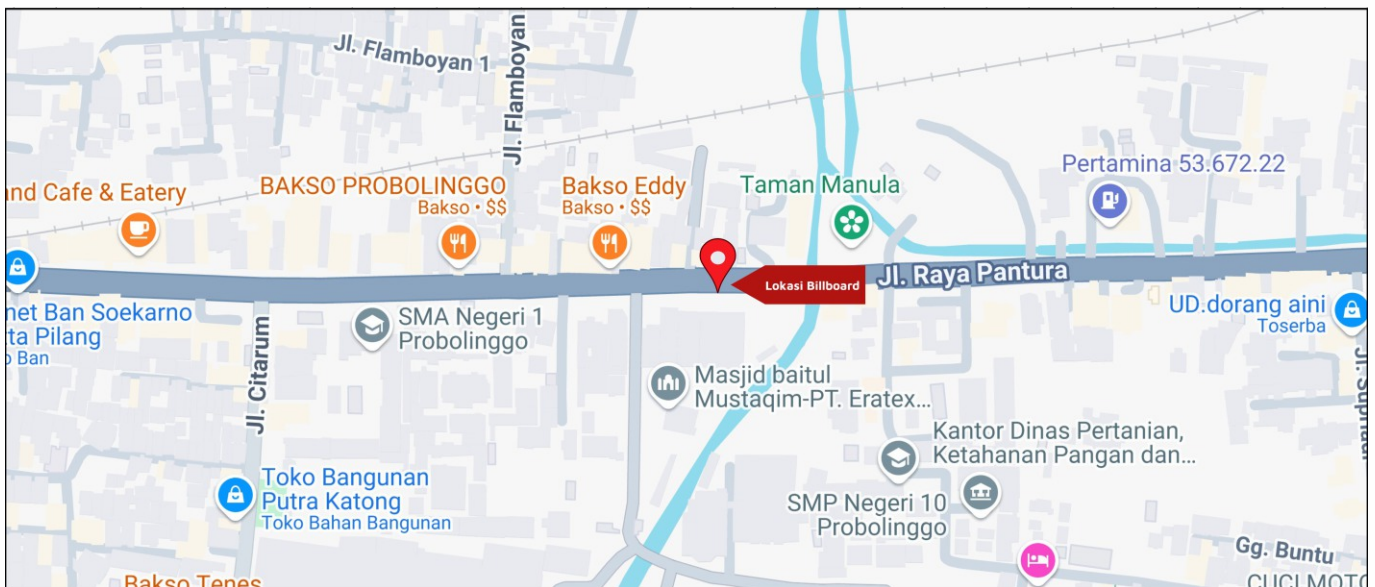 Jl. Flamboyan 1
Jl. Flamboyan
and Cafe & Eatery
BAKSO PROBOLINGGO
Bakso • $$
Bakso Eddy
Bakso • $$
Taman Manula
Pertamina 53.672.22
Lokasi Billboard
Jl. Raya Pantura
met Ban Soekarno
ta Pilang
Ban
SMA Negeri 1
Probolinggo
UD.dorang aini
Toserba
Jl. Citarum
Masjid baitul
Mustaqim-PT. Eratex...
Kantor Dinas Pertanian,
Ketahanan Pangan dan...
Toko Bangunan
Putra Katong
Toko Bahan Bangunan
SMP Negeri 10
Probolinggo
Gg. Buntu
Bakso Tenes
CUCI MOTO